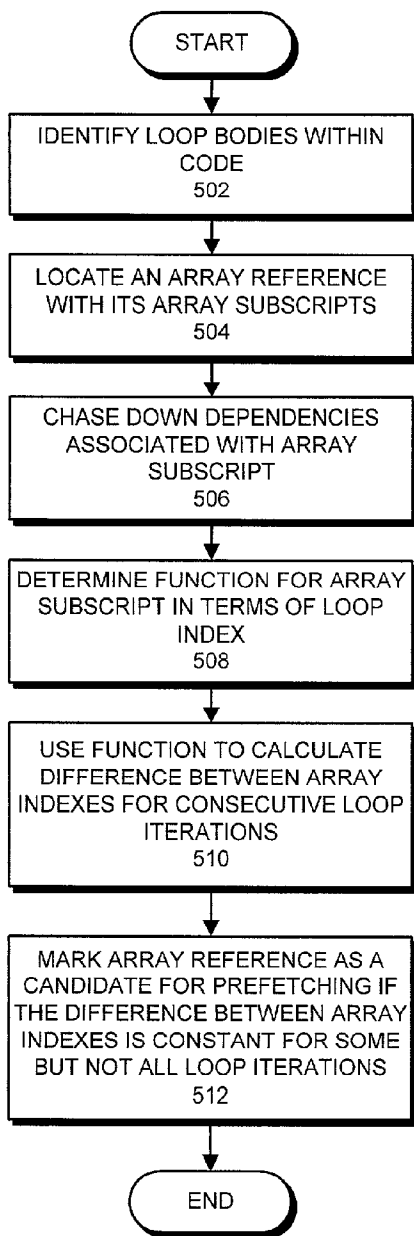 START
IDENTIFY LOOP BODIES WITHIN
CODE
502
LOCATE AN ARRAY REFERENCE
WITH ITS ARRAY SUBSCRIPTS
504
CHASE DOWN DEPENDENCIES
ASSOCIATED WITH ARRAY
SUBSCRIPT
506
DETERMINE FUNCTION FOR ARRAY
SUBSCRIPT IN TERMS OF LOOP
INDEX
508
USE FUNCTION TO CALCULATE
DIFFERENCE BETWEEN ARRAY
INDEXES FOR CONSECUTIVE LOOP
ITERATIONS
510
MARK ARRAY REFERENCE AS A
CANDIDATE FOR PREFETCHING IF
THE DIFFERENCE BETWEEN ARRAY
INDEXES IS CONSTANT FOR SOME
BUT NOT ALL LOOP ITERATIONS
512
END